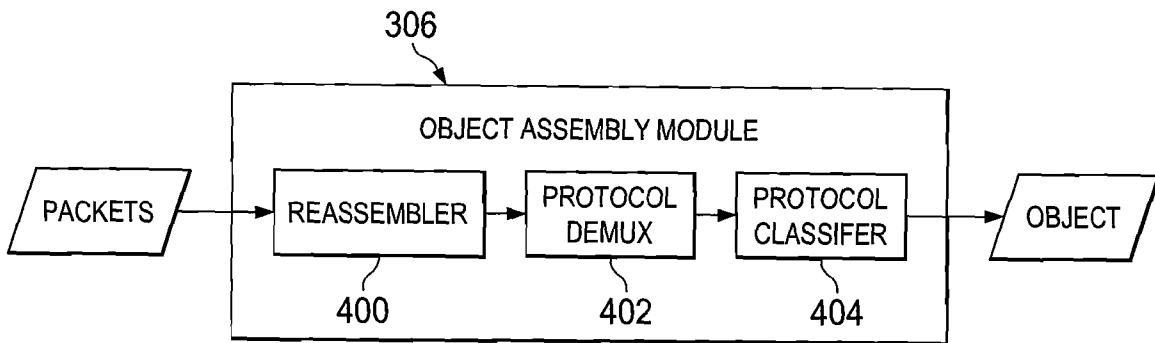 306
OBJECT ASSEMBLY MODULE
PACKETS
REASSEMBLER
PROTOCOL
DEMUX
PROTOCOL
CLASSIFER
OBJECT
400
402
404